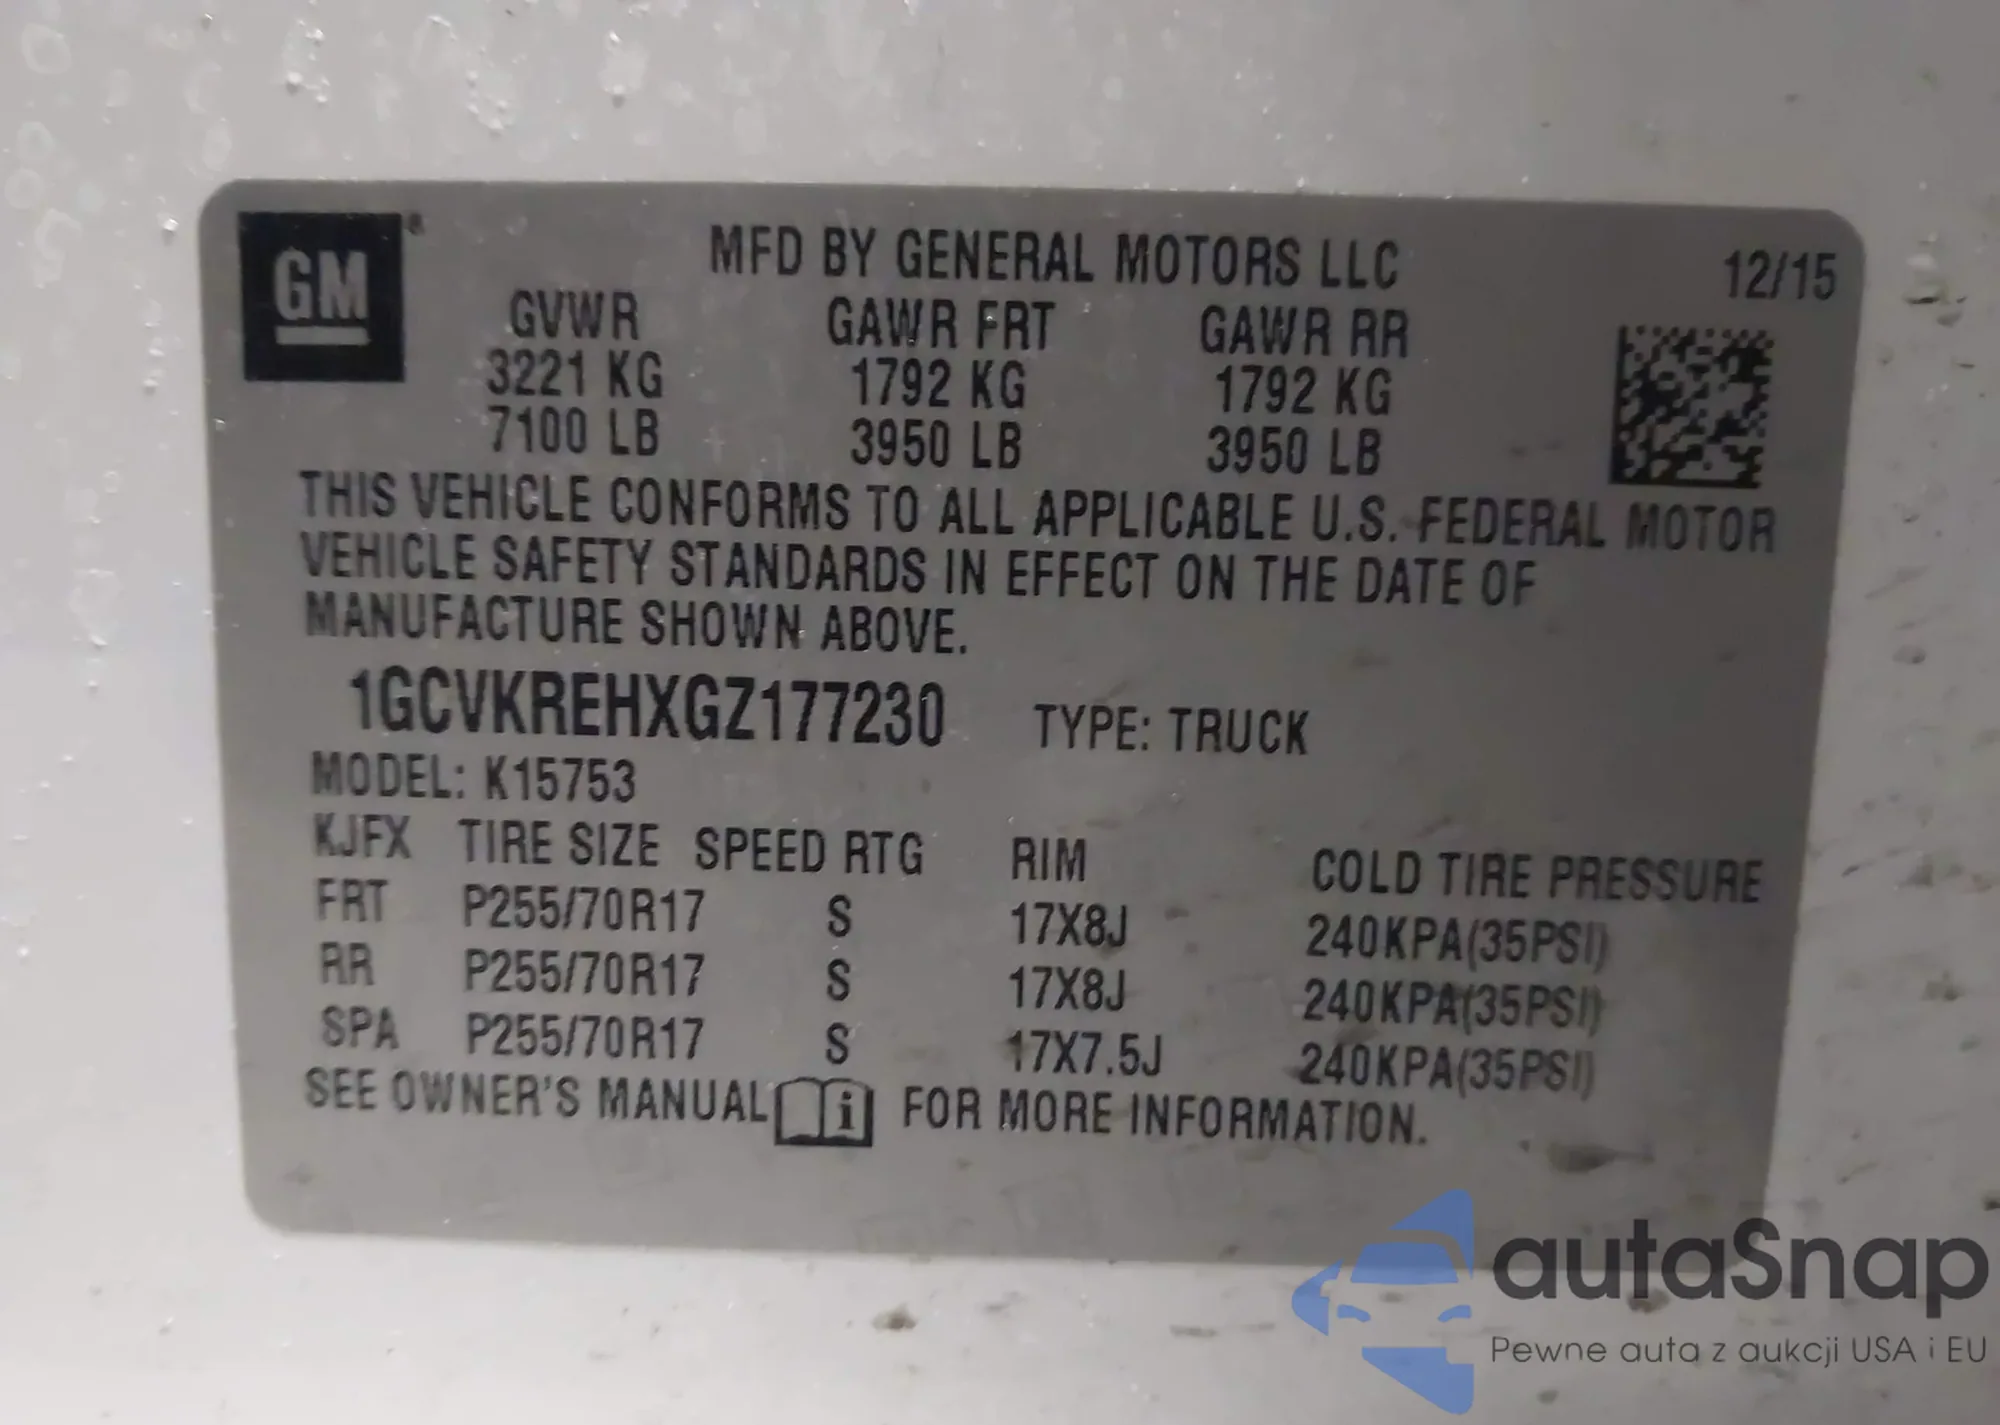 GM®
MFD BY GENERAL MOTORS LLC 12/15
GVWR GAWR FRT GAWR RR
3221 KG 1792 KG 1792 KG
7100 LB 3950 LB 3950 LB
THIS VEHICLE CONFORMS TO ALL APPLICABLE U.S. FEDERAL MOTOR
VEHICLE SAFETY STANDARDS IN EFFECT ON THE DATE OF
MANUFACTURE SHOWN ABOVE.
1GCVKREHXGZ177230 TYPE: TRUCK
MODEL: K15753
KJFX TIRE SIZE SPEED RTG RIM COLD TIRE PRESSURE
FRT P255/70R17 S 17X8J 240KPA(35PSI)
RR P255/70R17 S 17X8J 240KPA(35PSI)
SPA P255/70R17 S 17X7.5J 240KPA(35PSI)
SEE OWNER'S MANUAL i FOR MORE INFORMATION.
autaSnap
Pewne auta z aukcji USA i EU